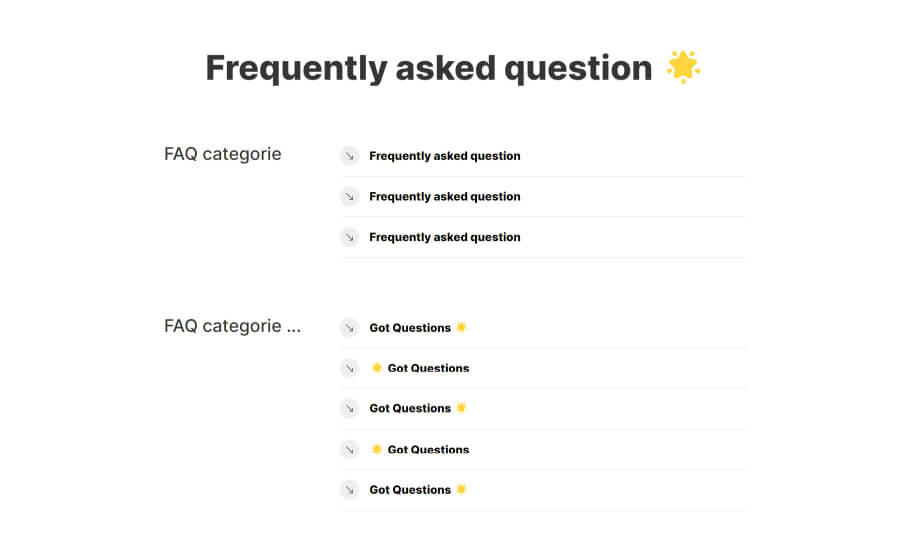 Frequently asked question 🌟
FAQ categorie
Frequently asked question
Frequently asked question
Frequently asked question
FAQ categorie ...
Got Questions 🌟
🌟 Got Questions
Got Questions 🌟
🌟 Got Questions
Got Questions 🌟